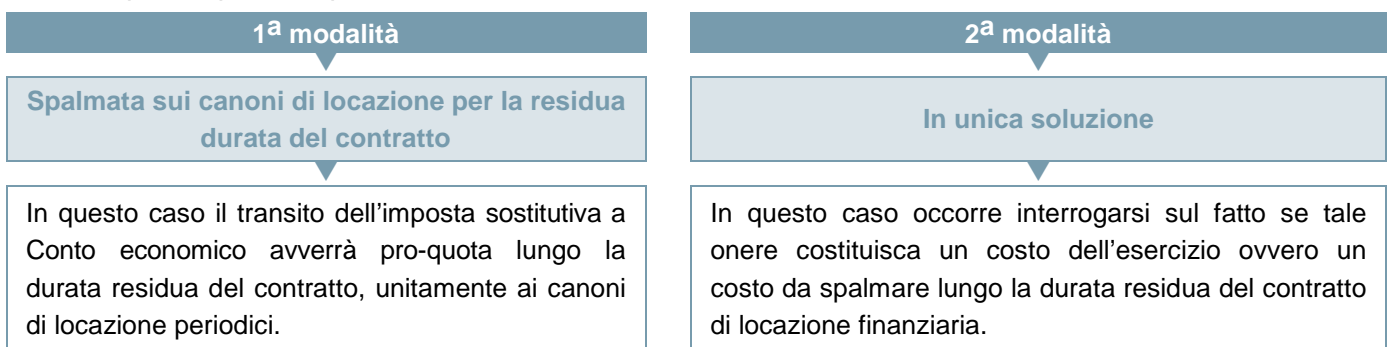 1ª modalità
Spalmata sui canoni di locazione per la residua
durata del contratto
In questo caso il transito dell’imposta sostitutiva a
Conto economico avverrà pro-quota lungo la
durata residua del contratto, unitamente ai canoni
di locazione periodici.
2ª modalità
In unica soluzione
In questo caso occorre interrogarsi sul fatto se tale
onere costituisca un costo dell’esercizio ovvero un
costo da spalmare lungo la durata residua del contratto
di locazione finanziaria.